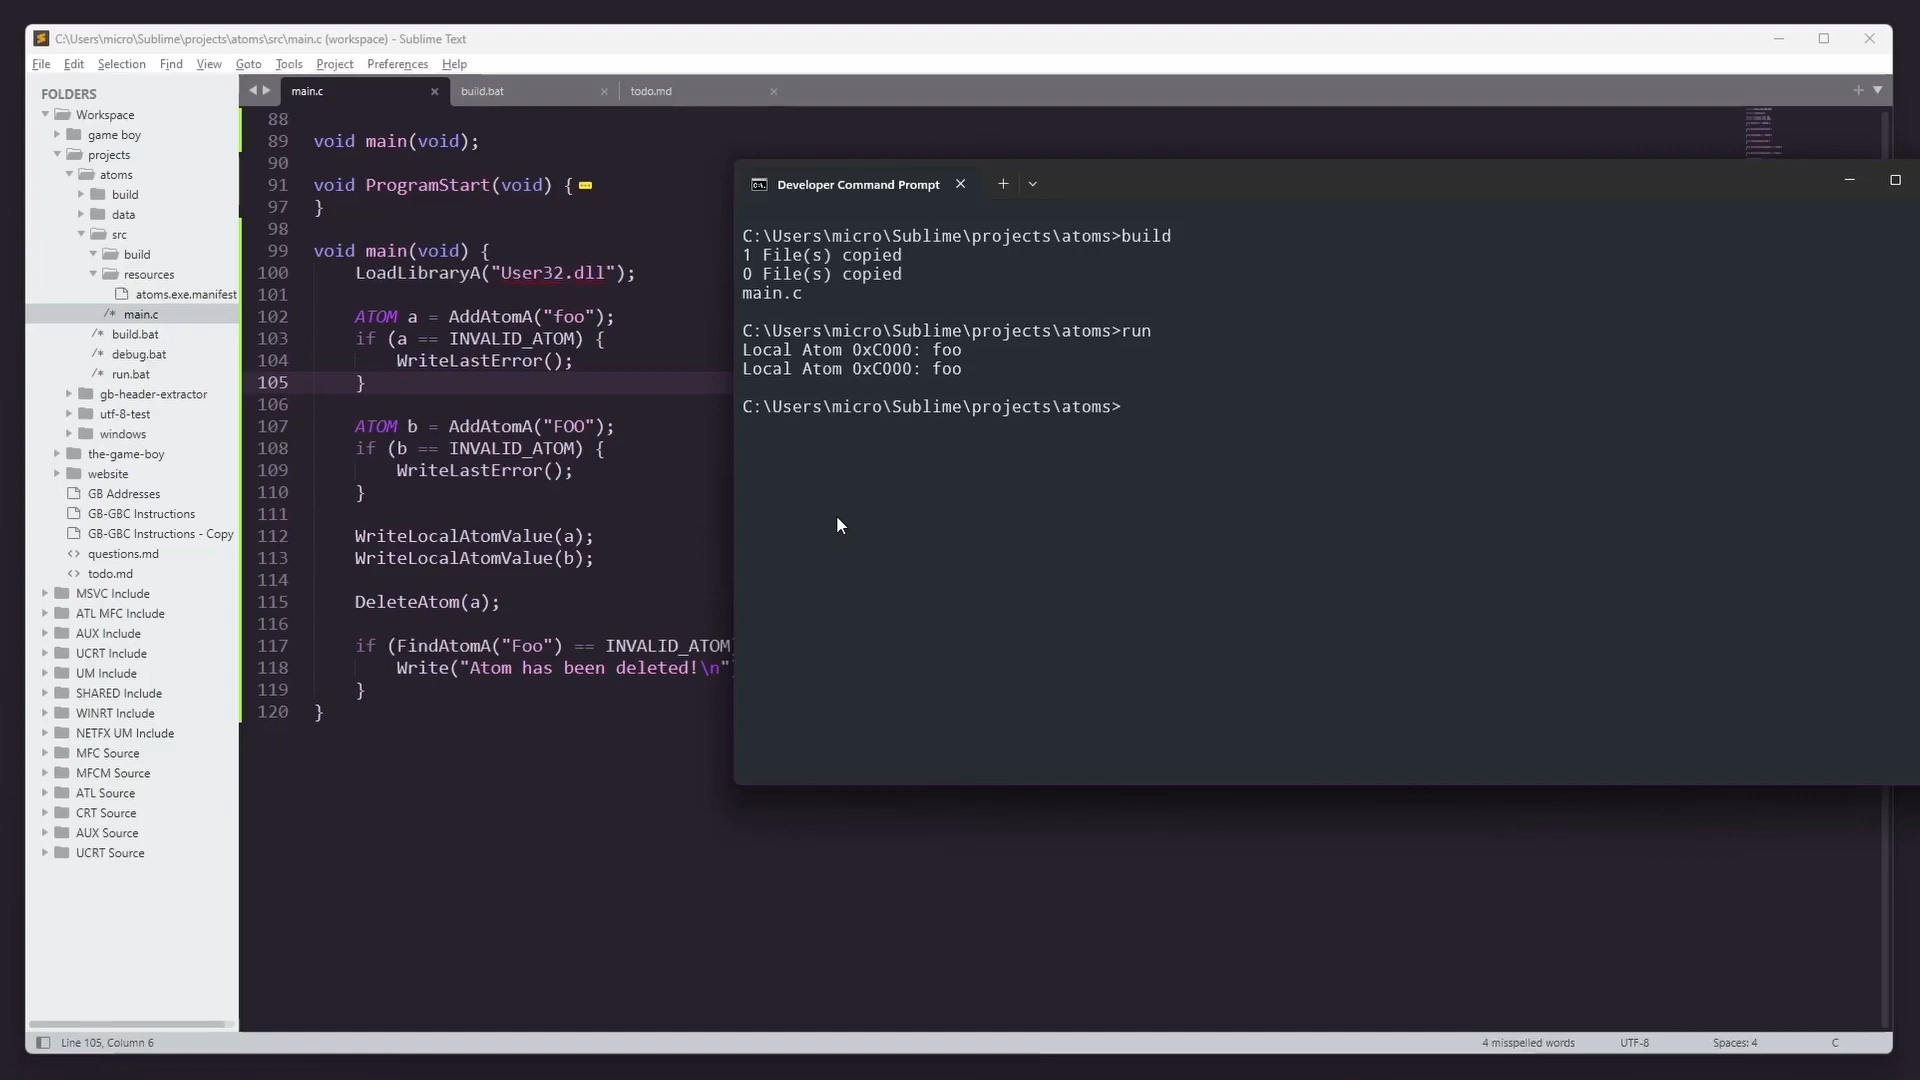 C:\Users\micro\Sublime\projects\atoms\src\main.c (workspace) - Sublime Text
File Edit Selection Find View Goto Tools Project Preferences Help
FOLDERS
Workspace
game boy
projects
atoms
build
data
src
build
resources
atoms.exe.manifest
main.c
build.bat
debug.bat
run.bat
gb-header-extractor
utf-8-test
windows
the-game-boy
website
GB Addresses
GB-GBC Instructions
GB-GBC Instructions - Copy
questions.md
todo.md
MSVC Include
ATL MFC Include
AUX Include
UCRT Include
UM Include
SHARED Include
WINRT Include
NETFX UM Include
MFC Source
MFCM Source
ATL Source
CRT Source
AUX Source
UCRT Source
main.c build.bat todo.md
88
89 void main(void);
90
91 void ProgramStart(void) {
97 }
98
99 void main(void) {
100 LoadLibraryA("User32.dll");
101
102 ATOM a = AddAtomA("foo");
103 if (a == INVALID_ATOM) {
104 WriteLastError();
105 }
106
107 ATOM b = AddAtomA("FOO");
108 if (b == INVALID_ATOM) {
109 WriteLastError();
110 }
111
112 WriteLocalAtomValue(a);
113 WriteLocalAtomValue(b);
114
115 DeleteAtom(a);
116
117 if (FindAtomA("Foo") == INVALID_ATOM)
118 Write("Atom has been deleted!\n"
119 }
120 }
Developer Command Prompt
C:\Users\micro\Sublime\projects\atoms>build
1 File(s) copied
0 File(s) copied
main.c
C:\Users\micro\Sublime\projects\atoms>run
Local Atom 0xC000: foo
Local Atom 0xC000: foo
C:\Users\micro\Sublime\projects\atoms>
Line 105, Column 6
4 misspelled words UTF-8 Spaces: 4 C